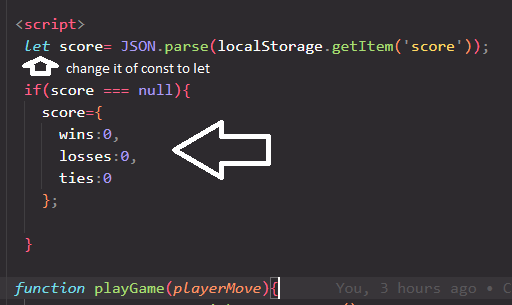 <script>
let score= JSON.parse(localStorage.getItem('score'));
change it of const to let
if(score === null){
score={
wins:0,
losses:0,
ties:0
};
}
function playGame(playerMove){ You, 3 hours ago • C